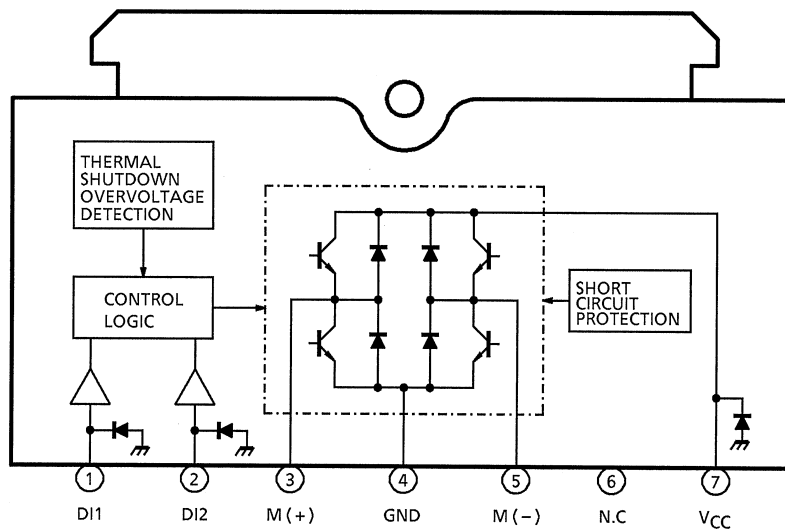 THERMAL
SHUTDOWN
OVERVOLTAGE
DETECTION
CONTROL
LOGIC
SHORT
CIRCUIT
PROTECTION
1 2 3 4 5 6 7
DI1 DI2 M (+) GND M (−) N.C VCC